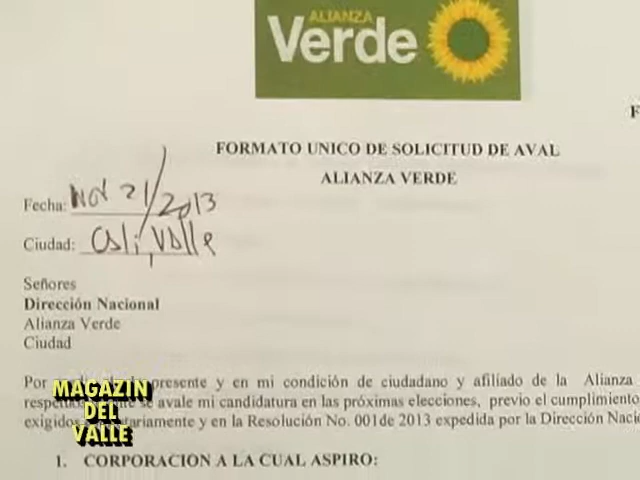 ALIANZA
Verde
F
FORMATO UNICO DE SOLICITUD DE AVAL
ALIANZA VERDE
Fecha: Nov 21/2013
Ciudad: Cali, Valle
Señores
Dirección Nacional
Alianza Verde
Ciudad
Por presente y en mi condición de ciudadano y afiliado de la Alianza
se avale mi candidatura en las próximas elecciones, previo el cumplimiento
exigidos y en la Resolución No. 001de 2013 expedida por la Dirección Nacio
1. CORPORACION A LA CUAL ASPIRO:
MAGAZIN
DEL
VALLE